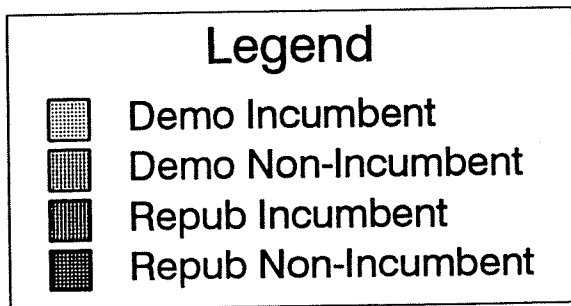 Legend
Demo Incumbent
Demo Non-Incumbent
Repub Incumbent
Repub Non-Incumbent